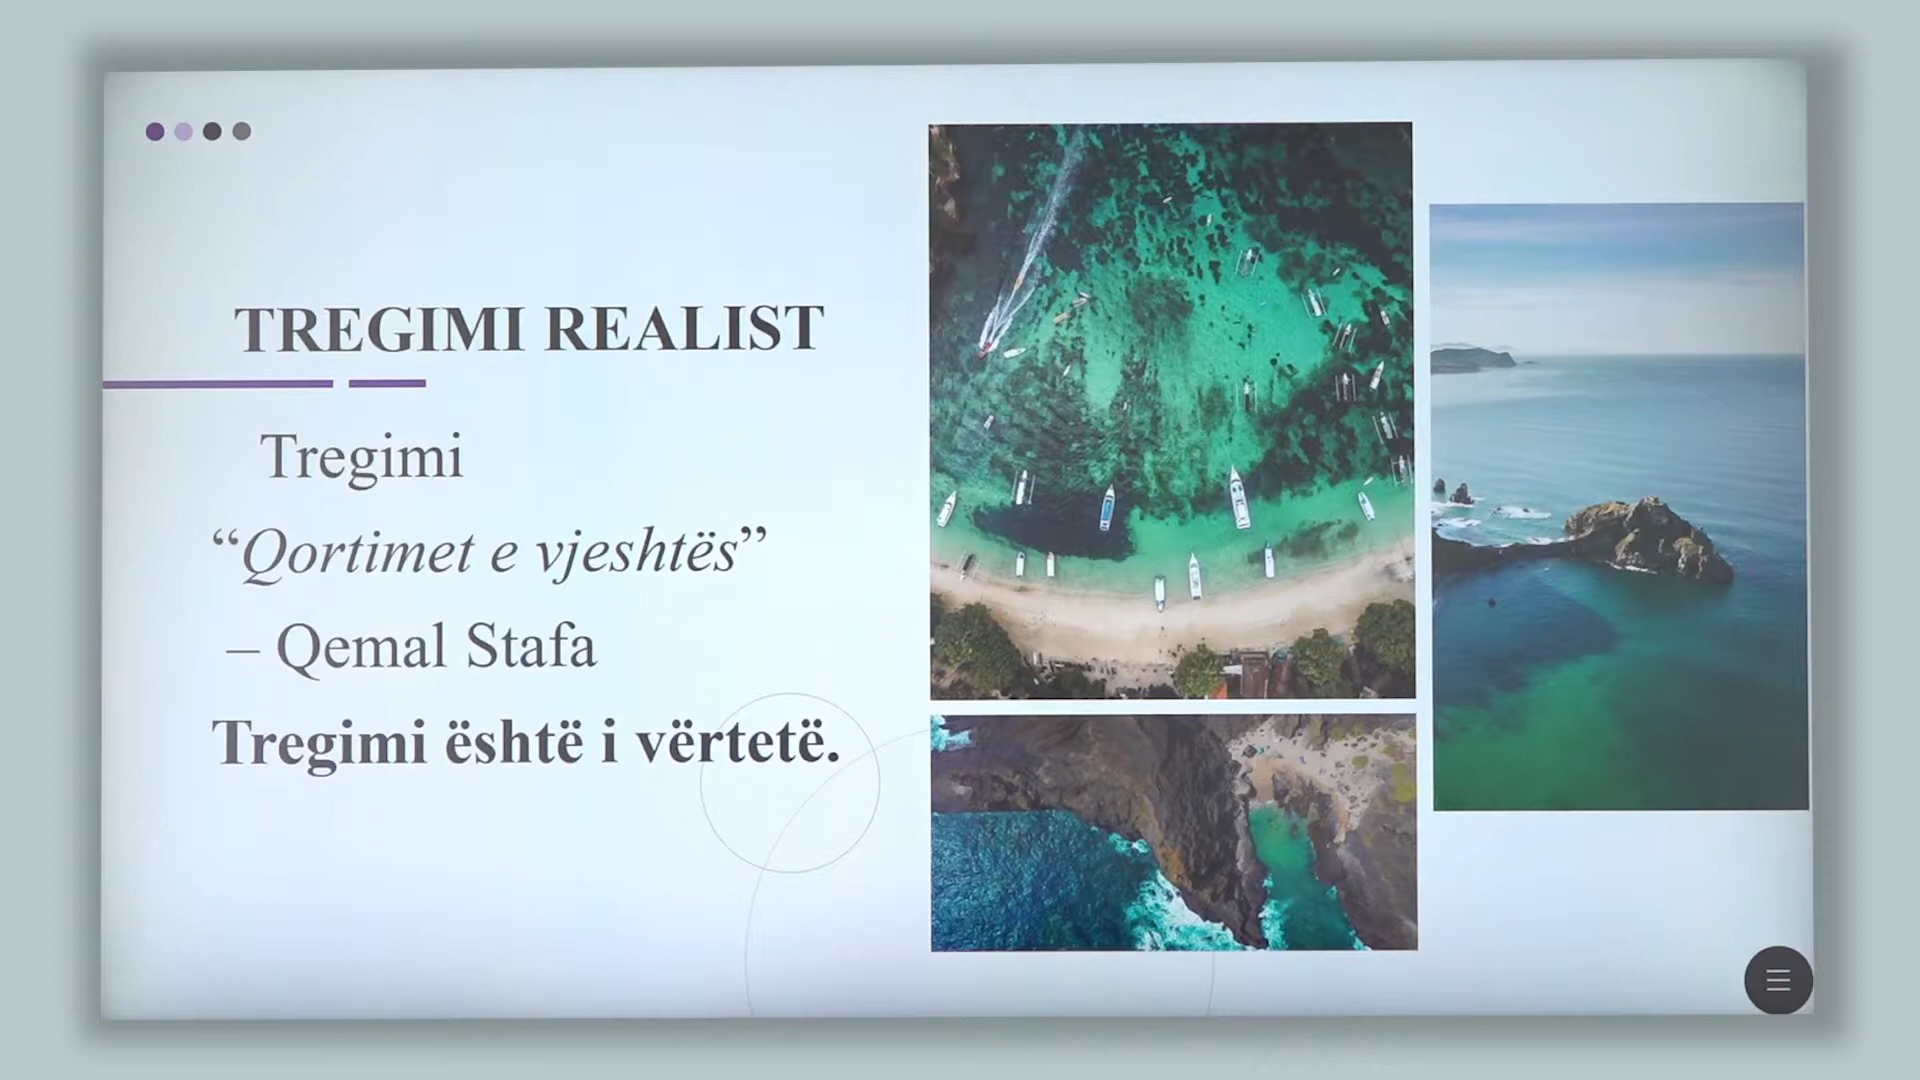 TREGIMI REALIST
Tregimi
“Qortimet e vjeshtës”
– Qemal Stafa
Tregimi është i vërtetë.